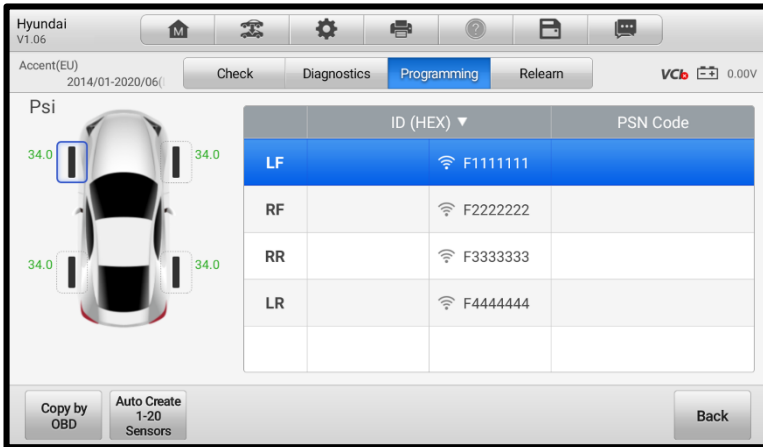 Hyundai
V1.06
M
?
Accent(EU)
2014/01-2020/06(
Check
Diagnostics
Programming
Relearn
VCI
0.00V
Psi
34.0
34.0
34.0
34.0
ID (HEX) ▼
PSN Code
LF
F1111111
RF
F2222222
RR
F3333333
LR
F4444444
Copy by
OBD
Auto Create
1-20
Sensors
Back